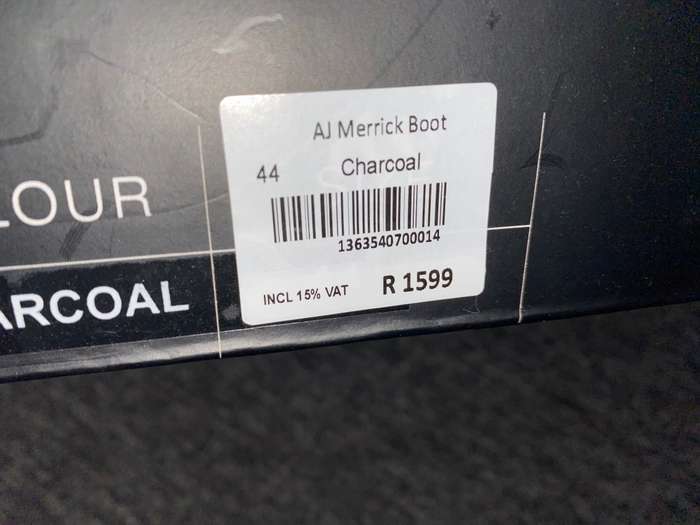 AJ Merrick Boot
44 Charcoal
1363540700014
INCL 15% VAT R 1599
LOUR
ARCOAL